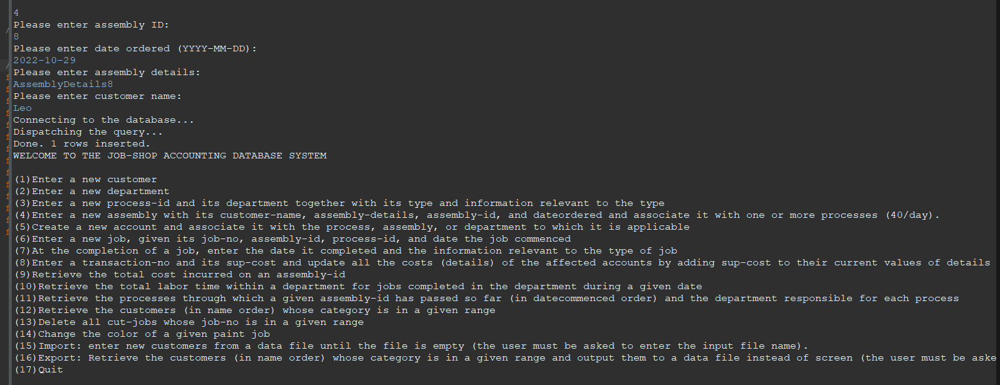 4
Please enter assembly ID:
8
Please enter date ordered (YYYY-MM-DD):
2022-10-29
Please enter assembly details:
AssemblyDetails8
Please enter customer name:
Leo
Connecting to the database...
Dispatching the query...
Done. 1 rows inserted.
WELCOME TO THE JOB-SHOP ACCOUNTING DATABASE SYSTEM
(1)Enter a new customer
(2)Enter a new department
(3)Enter a new process-id and its department together with its type and information relevant to the type
(4)Enter a new assembly with its customer-name, assembly-details, assembly-id, and dateordered and associate it with one or more processes (40/day).
(5)Create a new account and associate it with the process, assembly, or department to which it is applicable
(6)Enter a new job, given its job-no, assembly-id, process-id, and date the job commenced
(7)At the completion of a job, enter the date it completed and the information relevant to the type of job
(8)Enter a transaction-no and its sup-cost and update all the costs (details) of the affected accounts by adding sup-cost to their current values of details
(9)Retrieve the total cost incurred on an assembly-id
(10)Retrieve the total labor time within a department for jobs completed in the department during a given date
(11)Retrieve the processes through which a given assembly-id has passed so far (in datecommenced order) and the department responsible for each process
(12)Retrieve the customers (in name order) whose category is in a given range
(13)Delete all cut-jobs whose job-no is in a given range
(14)Change the color of a given paint job
(15)Import: enter new customers from a data file until the file is empty (the user must be asked to enter the input file name).
(16)Export: Retrieve the customers (in name order) whose category is in a given range and output them to a data file instead of screen (the user must be aske
(17)Quit